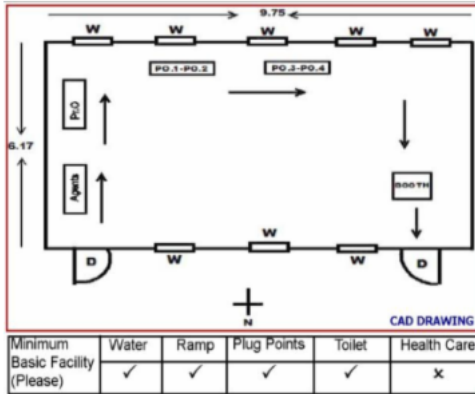 9.75
W W W W W
PO.1-PO.2 PO.3-PO.4
Pr.O
6.17
Agents
BOOTH
D W W W D
N
CAD DRAWING
Minimum Basic Facility (Please) Water Ramp Plug Points Toilet Health Care
✓ ✓ ✓ ✓ x